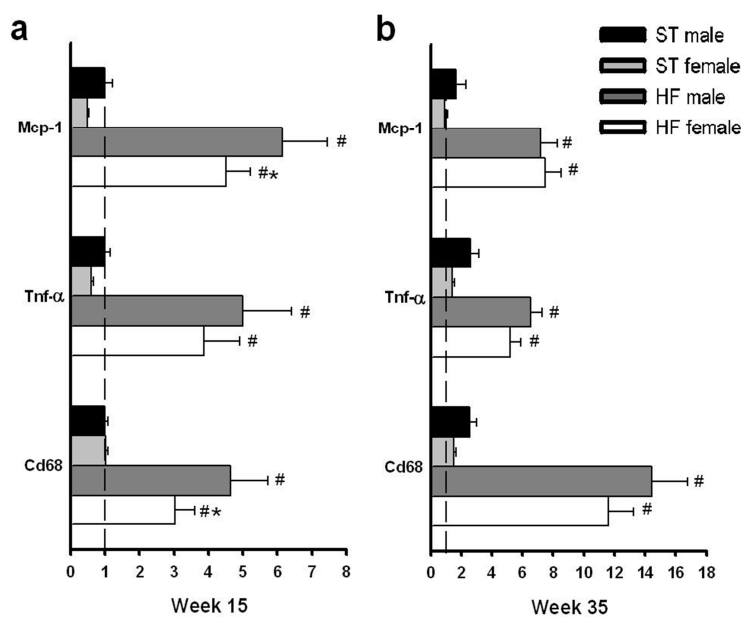 a
Mcp-1
#
#*
Tnf-α
#
#
Cd68
#
#*
0 1 2 3 4 5 6 7 8
Week 15
b
ST male
ST female
HF male
HF female
Mcp-1
#
#
Tnf-α
#
#
Cd68
#
#
0 2 4 6 8 10 12 14 16 18
Week 35